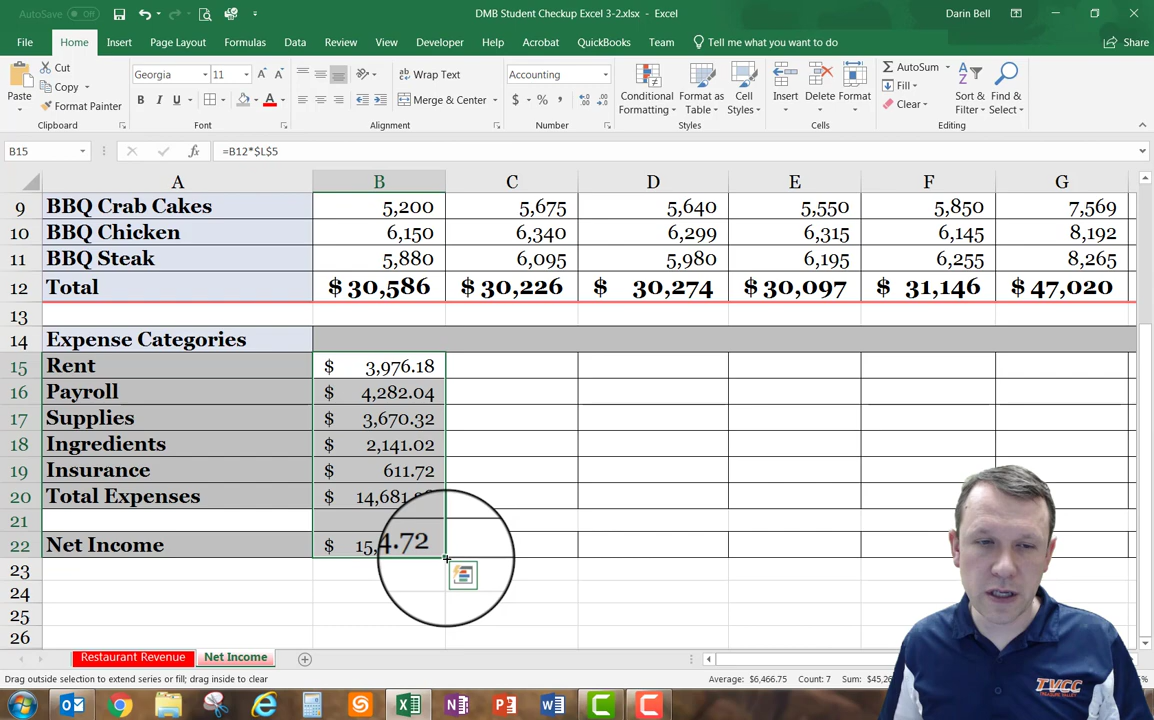 AutoSave Off DMB Student Checkup Excel 3-2.xlsx - Excel Darin Bell
File Home Insert Page Layout Formulas Data Review View Developer Help Acrobat QuickBooks Team Tell me what you want to do Share
Paste Cut Copy Format Painter Clipboard
Georgia 11 B I U A Font
Wrap Text Merge & Center Alignment
Accounting $ % , Number
Conditional Formatting Format as Table Cell Styles Styles
Insert Delete Format Cells
AutoSum Fill Clear Sort & Filter Find & Select Editing
B15 fx =B12*$L$5
A B C D E F G
9 BBQ Crab Cakes 5,200 5,675 5,640 5,550 5,850 7,569
10 BBQ Chicken 6,150 6,340 6,299 6,315 6,145 8,192
11 BBQ Steak 5,880 6,095 5,980 6,195 6,255 8,265
12 Total $ 30,586 $ 30,226 $ 30,274 $ 30,097 $ 31,146 $ 47,020
13
14 Expense Categories
15 Rent $ 3,976.18
16 Payroll $ 4,282.04
17 Supplies $ 3,670.32
18 Ingredients $ 2,141.02
19 Insurance 611.72
20 Total Expenses $ 14,681
21
22 Net Income $ 15, 4.72
23
24
25
26
Restaurant Revenue Net Income
Drag outside selection to extend series or fill; drag inside to clear Average: $6,466.75 Count: 7 Sum: $45,26
TVCC
TREASURE VALLEY